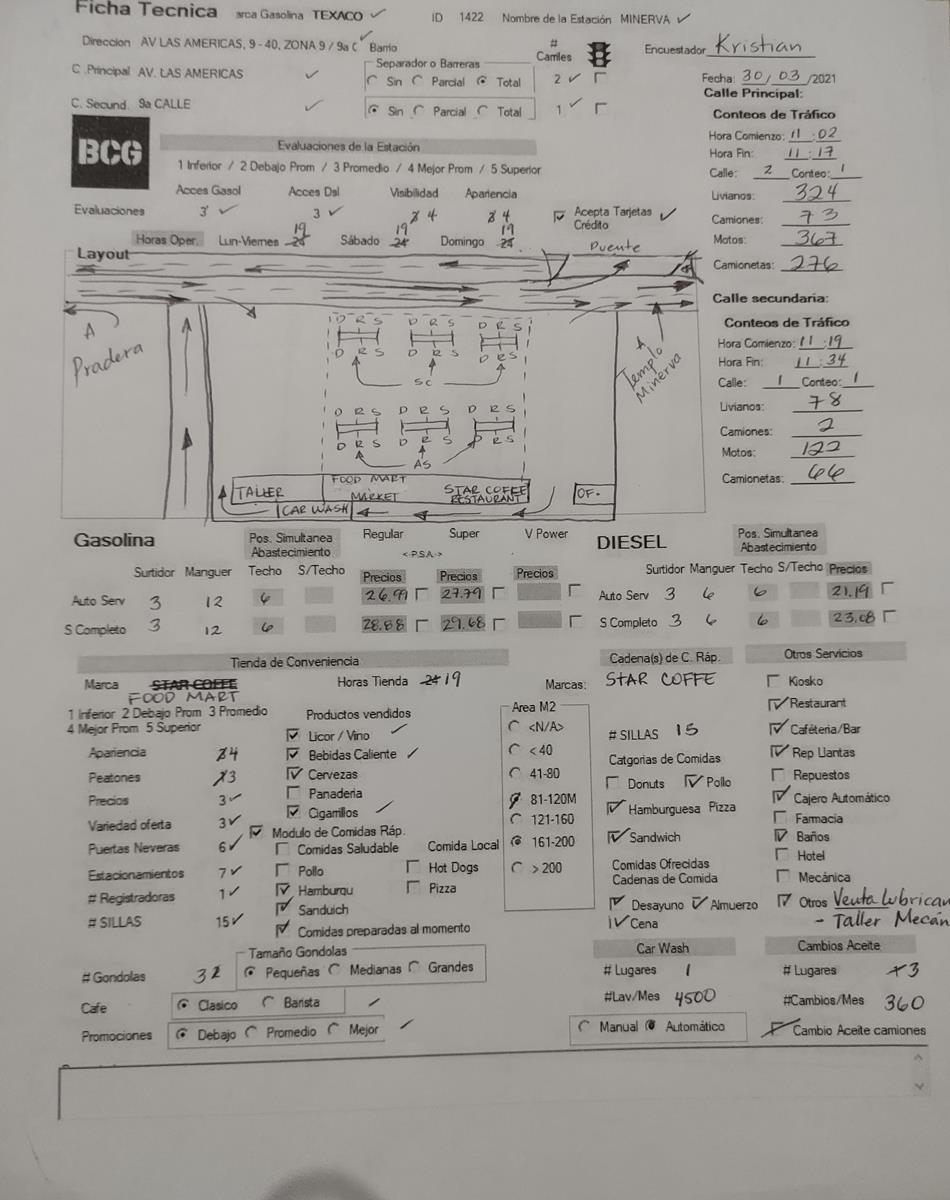 Ficha Tecnica arca Gasolina TEXACO ID 1422 Nombre de la Estación MINERVA
Direccion AV LAS AMERICAS, 9 - 40, ZONA 9 / 9a C Barrio # Carriles Encuestador Kristian
Separador o Barreras
C .Principal AV. LAS AMERICAS Sin Parcial Total 2 Fecha: 30/03/2021
C. Secund. 9a CALLE Sin Parcial Total 1
Calle Principal:
Conteos de Tráfico
Hora Comienzo: 11:02
Hora Fin: 11:17
Calle: 2 Conteo: 1
Livianos: 324
Camiones: 73
Motos: 367
Camionetas: 276
BCG
Evaluaciones de la Estación
1 Inferior / 2 Debajo Prom / 3 Promedio / 4 Mejor Prom / 5 Superior
Acces Gasol Acces Dsl Visibilidad Apariencia
Evaluaciones 3 3 4 4 Acepta Tarjetas Crédito
19 19 19
Horas Oper. Lun-Viernes 24 Sábado 24 Domingo 24
Layout Puente
Calle secundaria:
Conteos de Tráfico
Hora Comienzo: 11:19
Hora Fin: 11:34
Calle: 1 Conteo: 1
Livianos: 78
Camiones: 2
Motos: 122
Camionetas: 66
A Pradera
A Templo Minerva
D R S D R S D R S
D R S D R S D R S
SC
D R S D R S D R S
D R S D R S D R S
AS
TALLER FOOD MART MARKET STAR COFFE RESTAURANT OF.
CAR WASH
Gasolina Pos. Simultanea Abastecimiento Regular Super V Power
<-P.S.A.->
Surtidor Manguer Techo S/Techo Precios Precios Precios
Auto Serv 3 12 6 26.99 27.79
S Completo 3 12 6 28.88 29.68
DIESEL Pos. Simultanea Abastecimiento
Surtidor Manguer Techo S/Techo Precios
Auto Serv 3 6 6 21.19
S Completo 3 6 6 23.08
Tienda de Conveniencia
Marca STAR COFFE Horas Tienda 24 19
FOOD MART
1 Inferior 2 Debajo Prom 3 Promedio
4 Mejor Prom 5 Superior
Apariencia 4
Peatones 3
Precios 3
Variedad oferta 3
Puertas Neveras 6
Estacionamientos 7
# Registradoras 1
# SILLAS 15
Productos vendidos
Licor / Vino
Bebidas Caliente
Cervezas
Panaderia
Cigarrillos
Modulo de Comidas Ráp.
Comidas Saludable Comida Local
Pollo Hot Dogs
Hamburgu Pizza
Sanduich
Comidas preparadas al momento
Area M2
<N/A>
< 40
41-80
81-120M
121-160
161-200
> 200
Tamaño Gondolas
# Gondolas 32 Pequeñas Medianas Grandes
Cafe Clasico Barista
Promociones Debajo Promedio Mejor
Cadena(s) de C. Ráp.
Marcas: STAR COFFE
# SILLAS 15
Catgorias de Comidas
Donuts Pollo
Hamburguesa Pizza
Sandwich
Comidas Ofrecidas
Cadenas de Comida
Desayuno Almuerzo
Cena
Car Wash
# Lugares 1
#Lav/Mes 4500
Manual Automático
Otros Servicios
Kiosko
Restaurant
Caféteria/Bar
Rep Llantas
Repuestos
Cajero Automático
Farmacia
Baños
Hotel
Mecánica
Otros Venta Lubrican
- Taller Mecán
Cambios Aceite
# Lugares 3
#Cambios/Mes 360
Cambio Aceite camiones